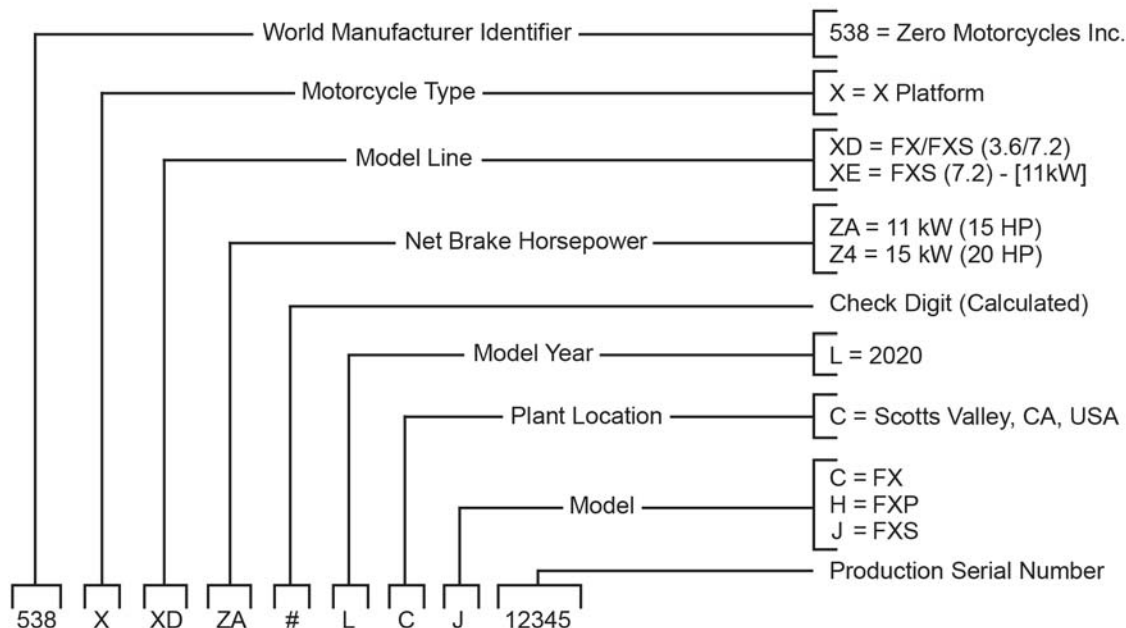 World Manufacturer Identifier
538 = Zero Motorcycles Inc.
Motorcycle Type
X = X Platform
Model Line
XD = FX/FXS (3.6/7.2)
XE = FXS (7.2) - [11kW]
Net Brake Horsepower
ZA = 11 kW (15 HP)
Z4 = 15 kW (20 HP)
Check Digit (Calculated)
Model Year
L = 2020
Plant Location
C = Scotts Valley, CA, USA
Model
C = FX
H = FXP
J = FXS
Production Serial Number
538 X XD ZA # L C J 12345